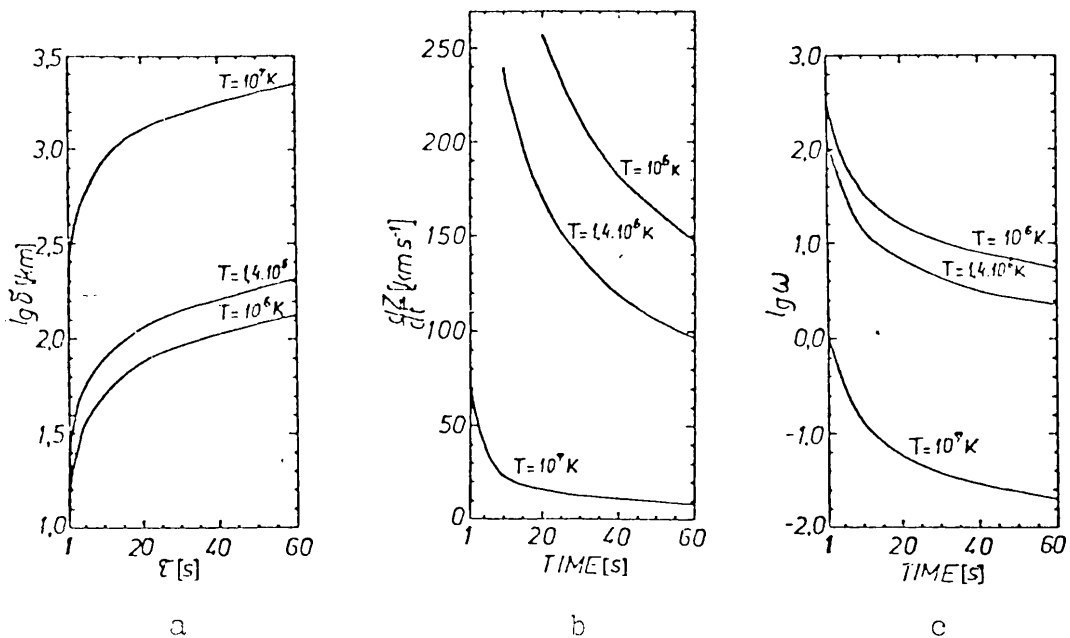 3,5
3,0
2,5
2,0
1,5
1,0
lg δ [km]
T = 10⁷ K
T = 1,4.10⁶
T = 10⁶ K
1 20 40 60
τ [s]
a
250
200
150
100
50
0
dZ/dt [km s⁻¹]
T = 10⁶ K
T = 1,4.10⁶ K
T = 10⁷ K
1 20 40 60
TIME [s]
b
3,0
2,0
1,0
0,0
-1,0
-2,0
lg ω
T = 10⁶ K
T = 1,4.10⁶ K
T = 10⁷ K
1 20 40 60
TIME [s]
c